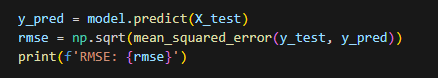 y_pred = model.predict(X_test)
rmse = np.sqrt(mean_squared_error(y_test, y_pred))
print(f'RMSE: {rmse}')